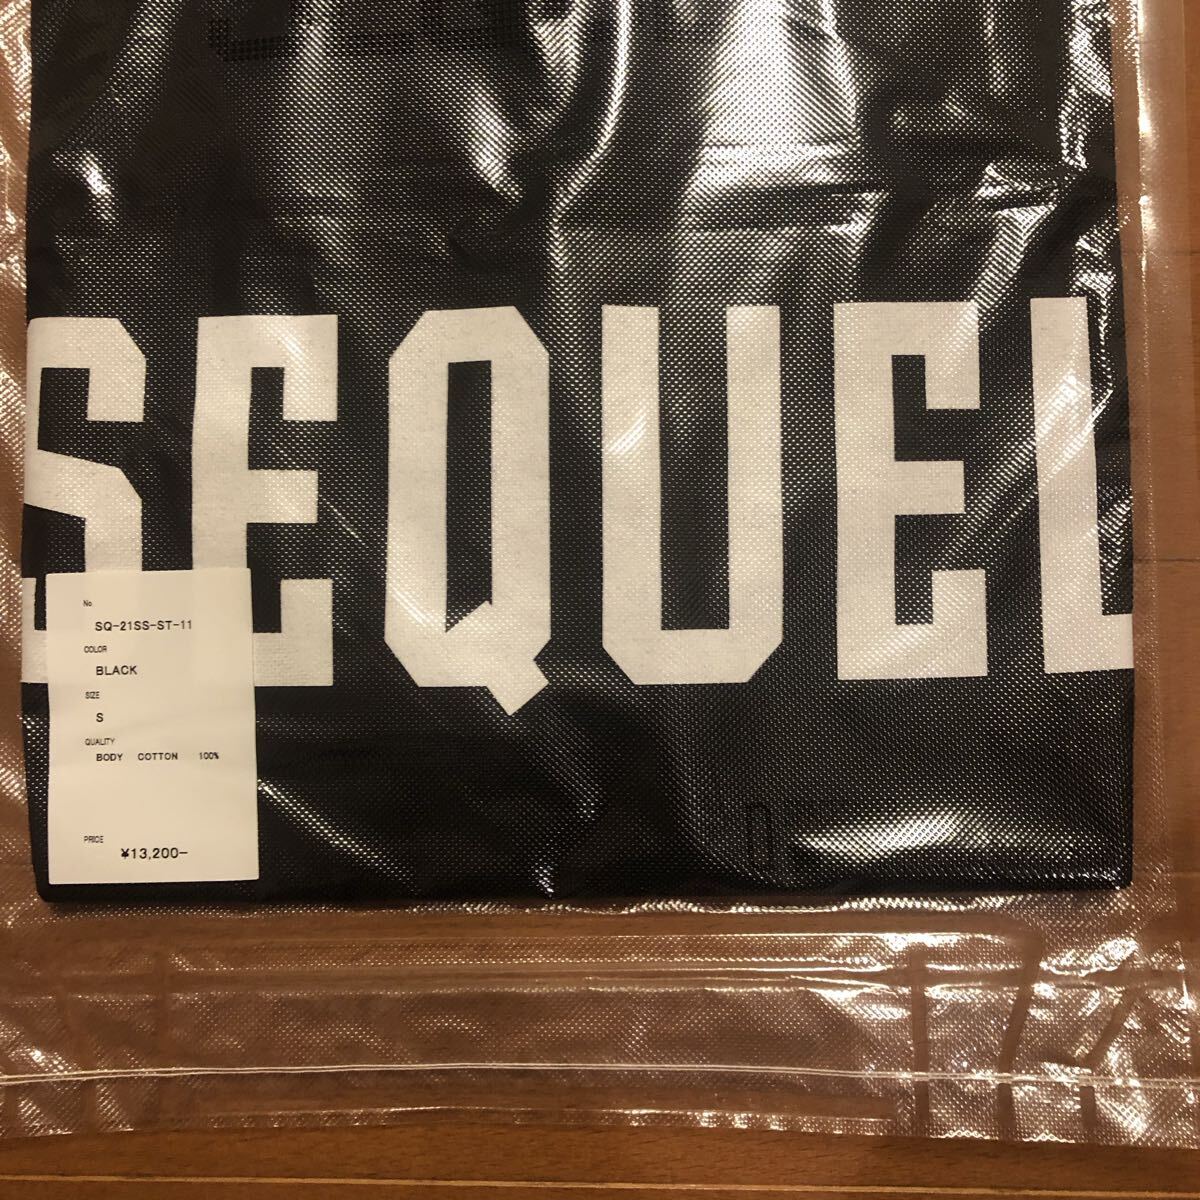 SEQUEL
No
SQ-21SS-ST-11
COLOR
BLACK
SIZE
S
QUALITY
BODY COTTON 100%
PRICE
¥13,200-